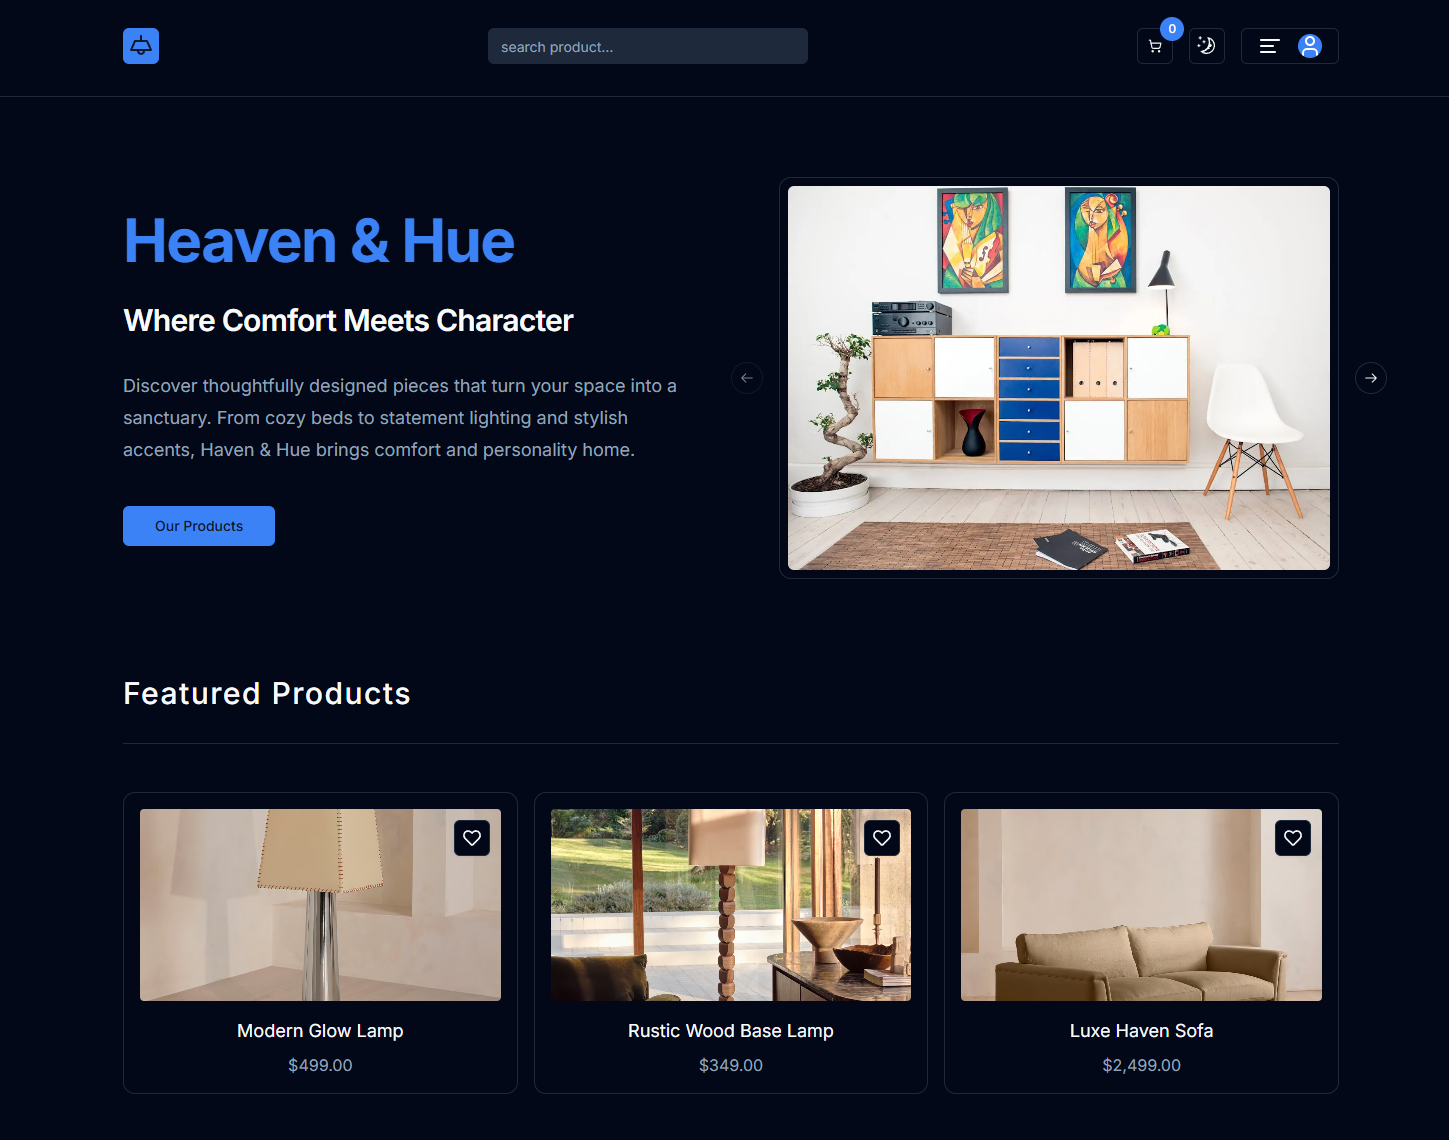 search product...
0
Heaven & Hue
Where Comfort Meets Character
Discover thoughtfully designed pieces that turn your space into a
sanctuary. From cozy beds to statement lighting and stylish
accents, Haven & Hue brings comfort and personality home.
Our Products
Featured Products
Modern Glow Lamp
$499.00
Rustic Wood Base Lamp
$349.00
Luxe Haven Sofa
$2,499.00